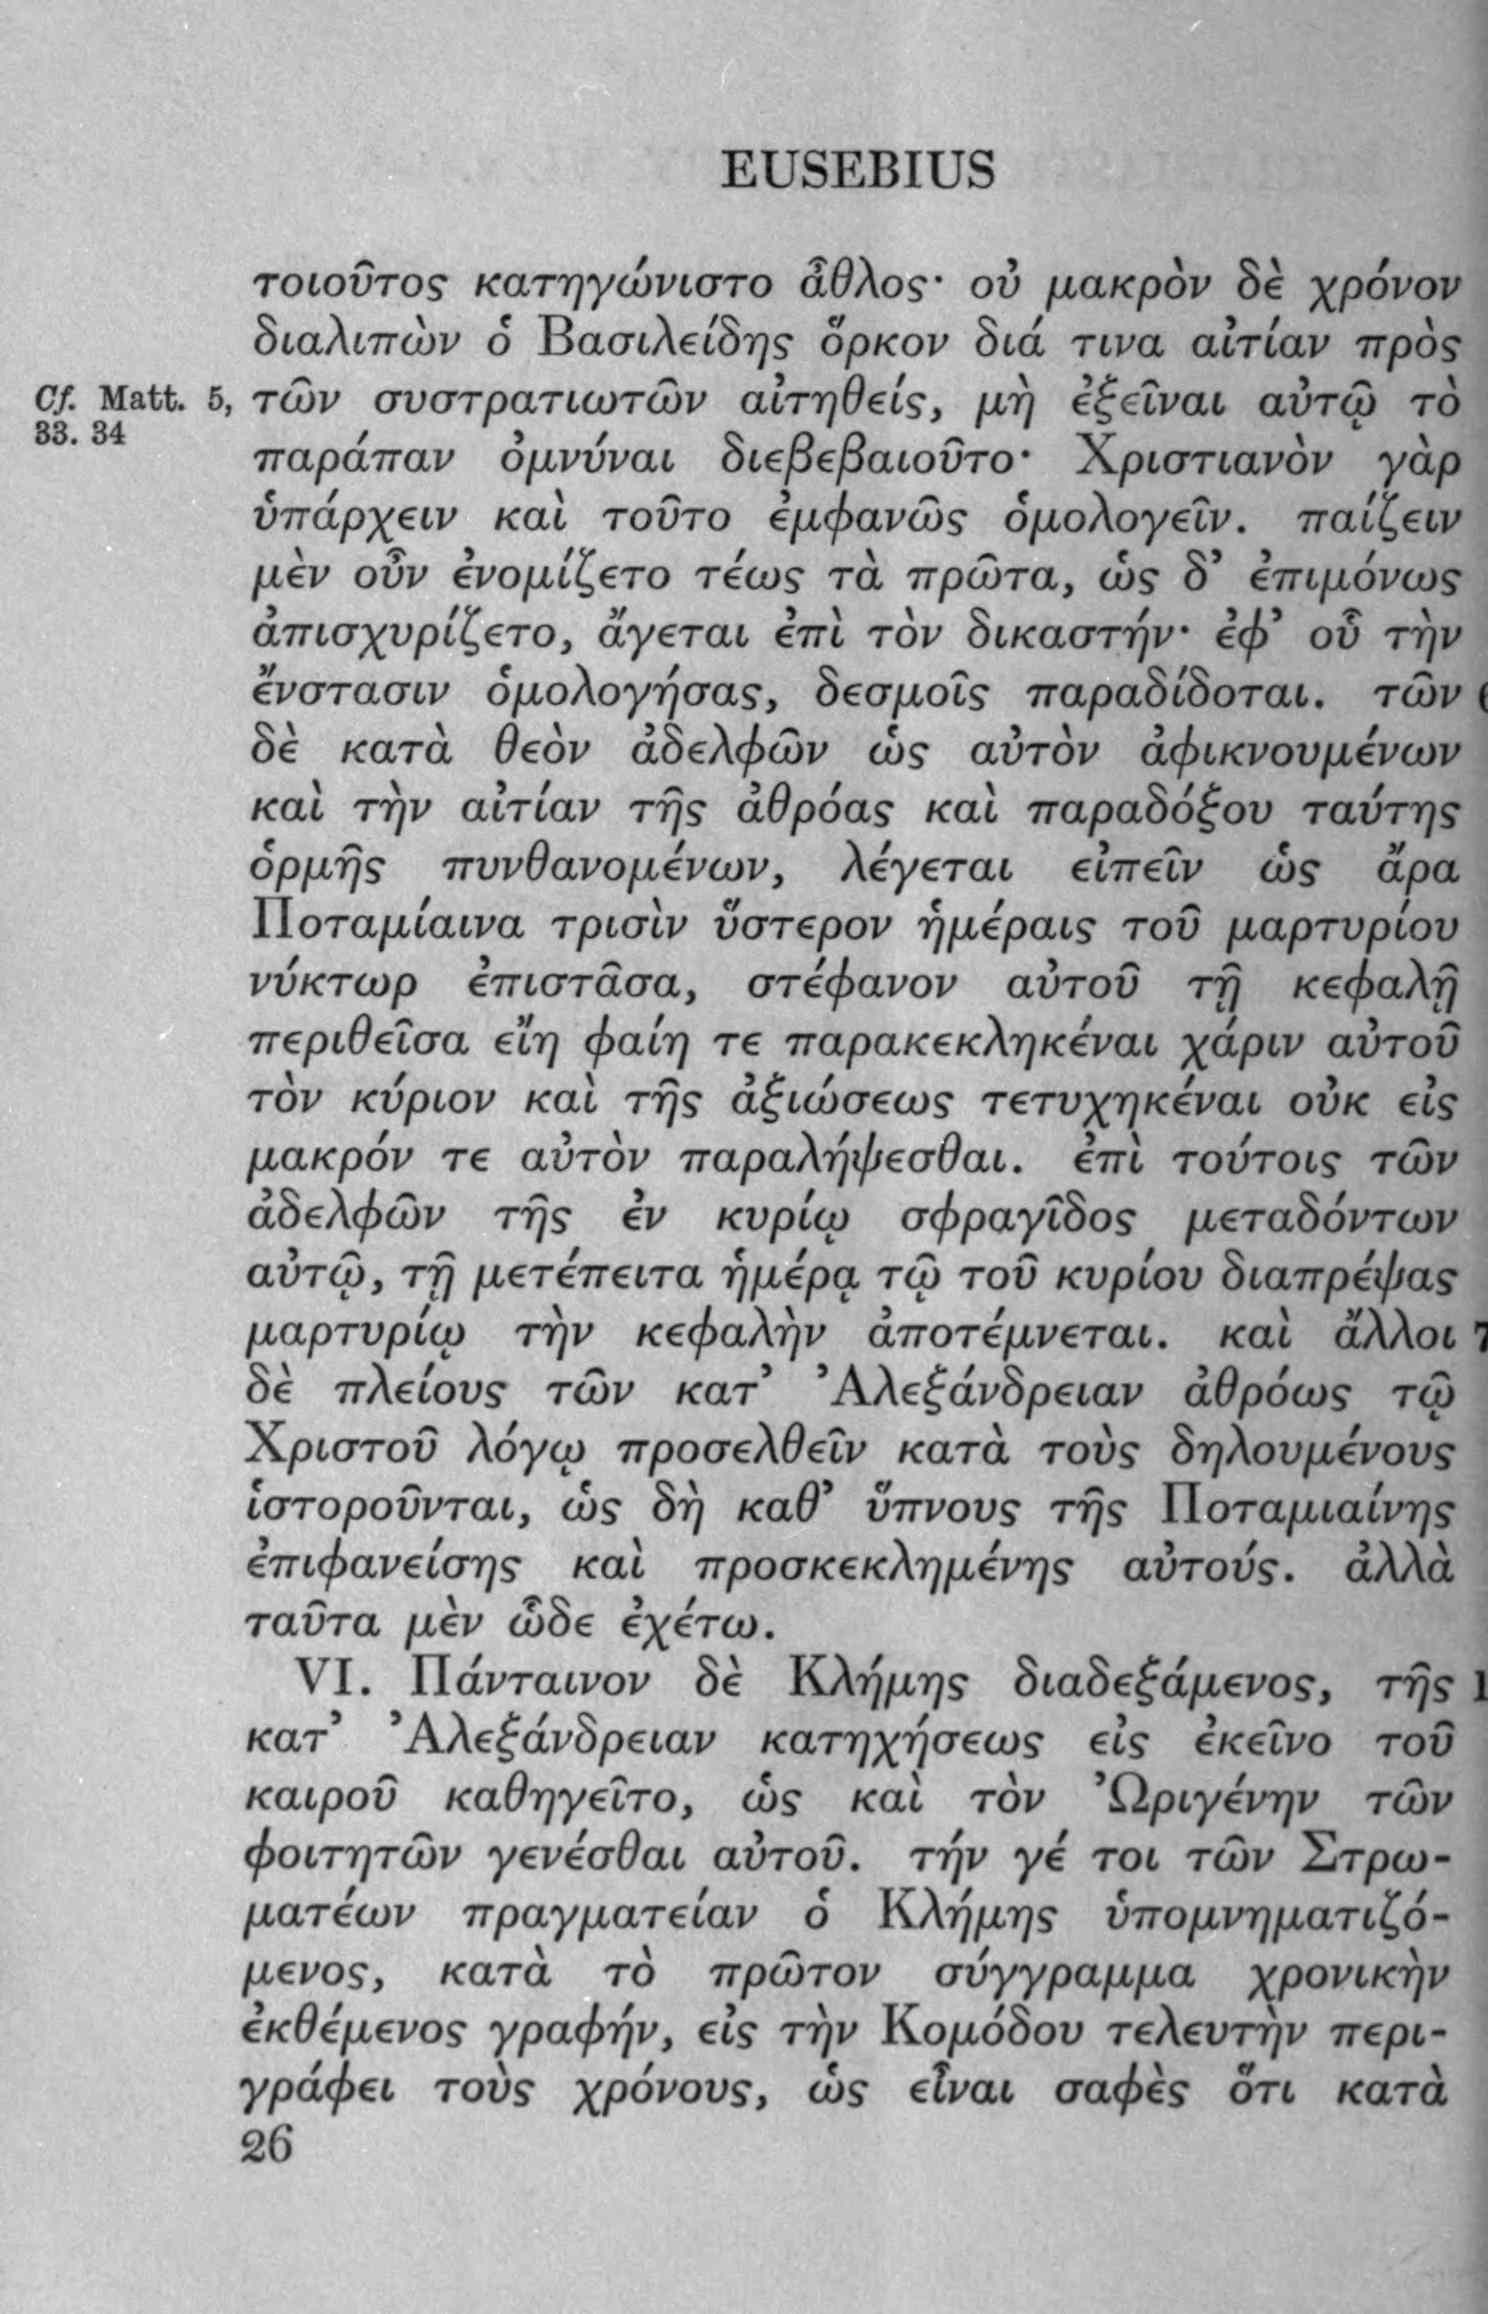 EUSEBIUS
τοιοῦτος κατηγώνιστο ἆθλος· οὐ μακρὸν δὲ χρόνον
διαλιπὼν ὁ Βασιλείδης ὅρκον διά τινα αἰτίαν πρὸς
Cf. Matt. 5, τῶν συστρατιωτῶν αἰτηθείς, μὴ ἐξεῖναι αὐτῷ τὸ
33. 34
παράπαν ὀμνύναι διεβεβαιοῦτο· Χριστιανὸν γὰρ
ὑπάρχειν καὶ τοῦτο ἐμφανῶς ὁμολογεῖν. παίζειν
μὲν οὖν ἐνομίζετο τέως τὰ πρῶτα, ὡς δ’ ἐπιμόνως
ἀπισχυρίζετο, ἄγεται ἐπὶ τὸν δικαστήν· ἐφ’ οὗ τὴν
ἔνστασιν ὁμολογήσας, δεσμοῖς παραδίδοται. τῶν
δὲ κατὰ θεὸν ἀδελφῶν ὡς αὐτὸν ἀφικνουμένων
καὶ τὴν αἰτίαν τῆς ἀθρόας καὶ παραδόξου ταύτης
ὁρμῆς πυνθανομένων, λέγεται εἰπεῖν ὡς ἄρα
Ποταμίαινα τρισὶν ὕστερον ἡμέραις τοῦ μαρτυρίου
νύκτωρ ἐπιστᾶσα, στέφανον αὐτοῦ τῇ κεφαλῇ
περιθεῖσα εἴη φαίη τε παρακεκληκέναι χάριν αὐτοῦ
τὸν κύριον καὶ τῆς ἀξιώσεως τετυχηκέναι οὐκ εἰς
μακρόν τε αὐτὸν παραλήψεσθαι. ἐπὶ τούτοις τῶν
ἀδελφῶν τῆς ἐν κυρίῳ σφραγῖδος μεταδόντων
αὐτῷ, τῇ μετέπειτα ἡμέρᾳ τῷ τοῦ κυρίου διαπρέψας
μαρτυρίῳ τὴν κεφαλὴν ἀποτέμνεται. καὶ ἄλλοι 7
δὲ πλείους τῶν κατ’ Ἀλεξάνδρειαν ἀθρόως τῷ
Χριστοῦ λόγῳ προσελθεῖν κατὰ τοὺς δηλουμένους
ἱστοροῦνται, ὡς δὴ καθ’ ὕπνους τῆς Ποταμιαίνης
ἐπιφανείσης καὶ προσκεκλημένης αὐτούς. ἀλλὰ
ταῦτα μὲν ὧδε ἐχέτω.
VI. Πάνταινον δὲ Κλήμης διαδεξάμενος, τῆς 1
κατ’ Ἀλεξάνδρειαν κατηχήσεως εἰς ἐκεῖνο τοῦ
καιροῦ καθηγεῖτο, ὡς καὶ τὸν Ὠριγένην τῶν
φοιτητῶν γενέσθαι αὐτοῦ. τήν γέ τοι τῶν Στρω-
ματέων πραγματείαν ὁ Κλήμης ὑπομνηματιζό-
μενος, κατὰ τὸ πρῶτον σύγγραμμα χρονικὴν
ἐκθέμενος γραφήν, εἰς τὴν Κομόδου τελευτὴν περι-
γράφει τοὺς χρόνους, ὡς εἶναι σαφὲς ὅτι κατὰ
26